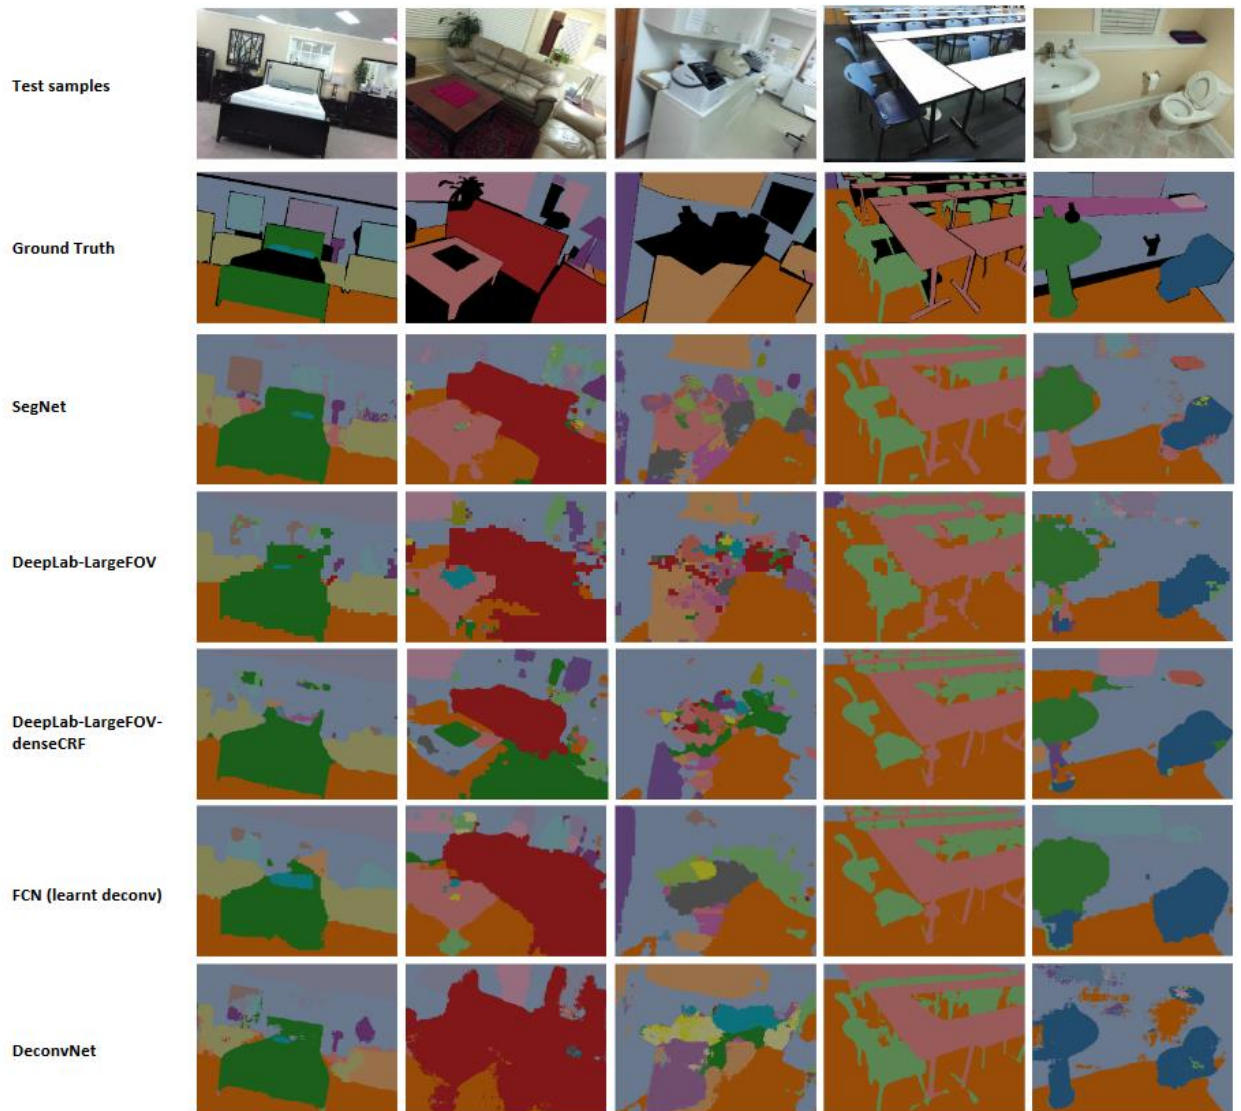 Test samples
Ground Truth
SegNet
DeepLab-LargeFOV
DeepLab-LargeFOV-
denseCRF
FCN (learnt deconv)
DeconvNet